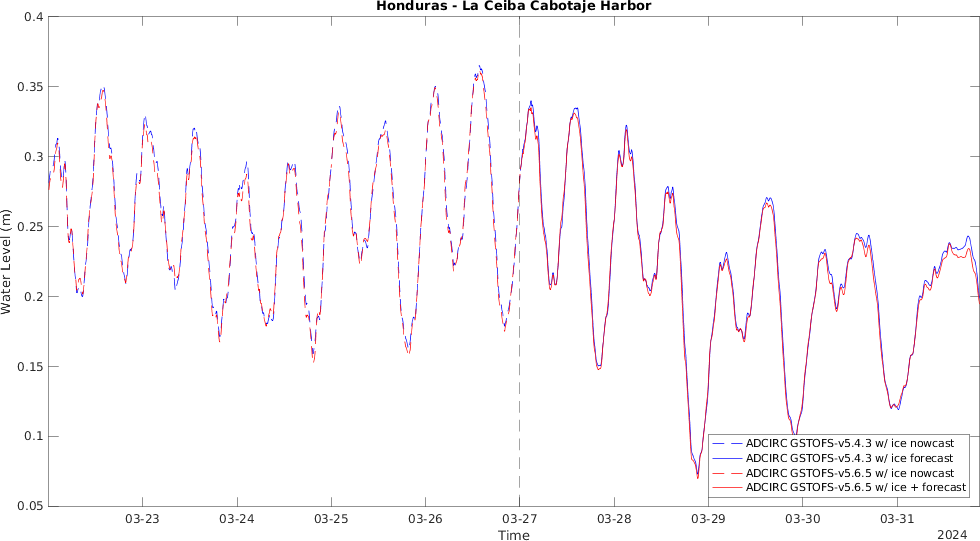 Honduras - La Ceiba Cabotaje Harbor
0.4
0.35
0.3
0.25
0.2
0.15
0.1
0.05
Water Level (m)
ADCIRC GSTOFS-v5.4.3 w/ ice nowcast
ADCIRC GSTOFS-v5.4.3 w/ ice forecast
ADCIRC GSTOFS-v5.6.5 w/ ice nowcast
ADCIRC GSTOFS-v5.6.5 w/ ice + forecast
03-23 03-24 03-25 03-26 03-27 03-28 03-29 03-30 03-31
Time
2024